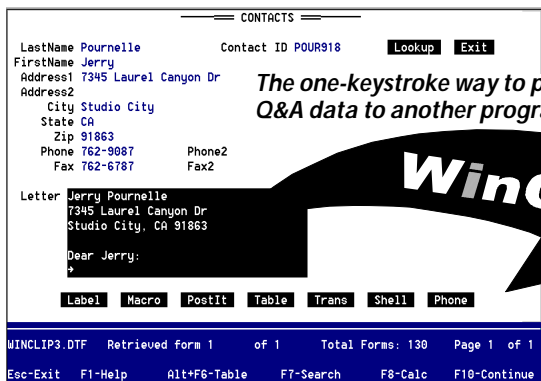 CONTACTS
LastName Pournelle Contact ID POUR918 Lookup Exit
FirstName Jerry
Address1 7345 Laurel Canyon Dr
Address2
City Studio City
State CA
Zip 91863
Phone 762-9087 Phone2
Fax 762-6787 Fax2
The one-keystroke way to p
Q&A data to another progra
WinC
Letter Jerry Pournelle
7345 Laurel Canyon Dr
Studio City, CA 91863
Dear Jerry:
Label Macro PostIt Table Trans Shell Phone
WINCLIP3.DTF Retrieved form 1 of 1 Total Forms: 130 Page 1 of 1
Esc-Exit F1-Help Alt+F6-Table F7-Search F8-Calc F10-Continue